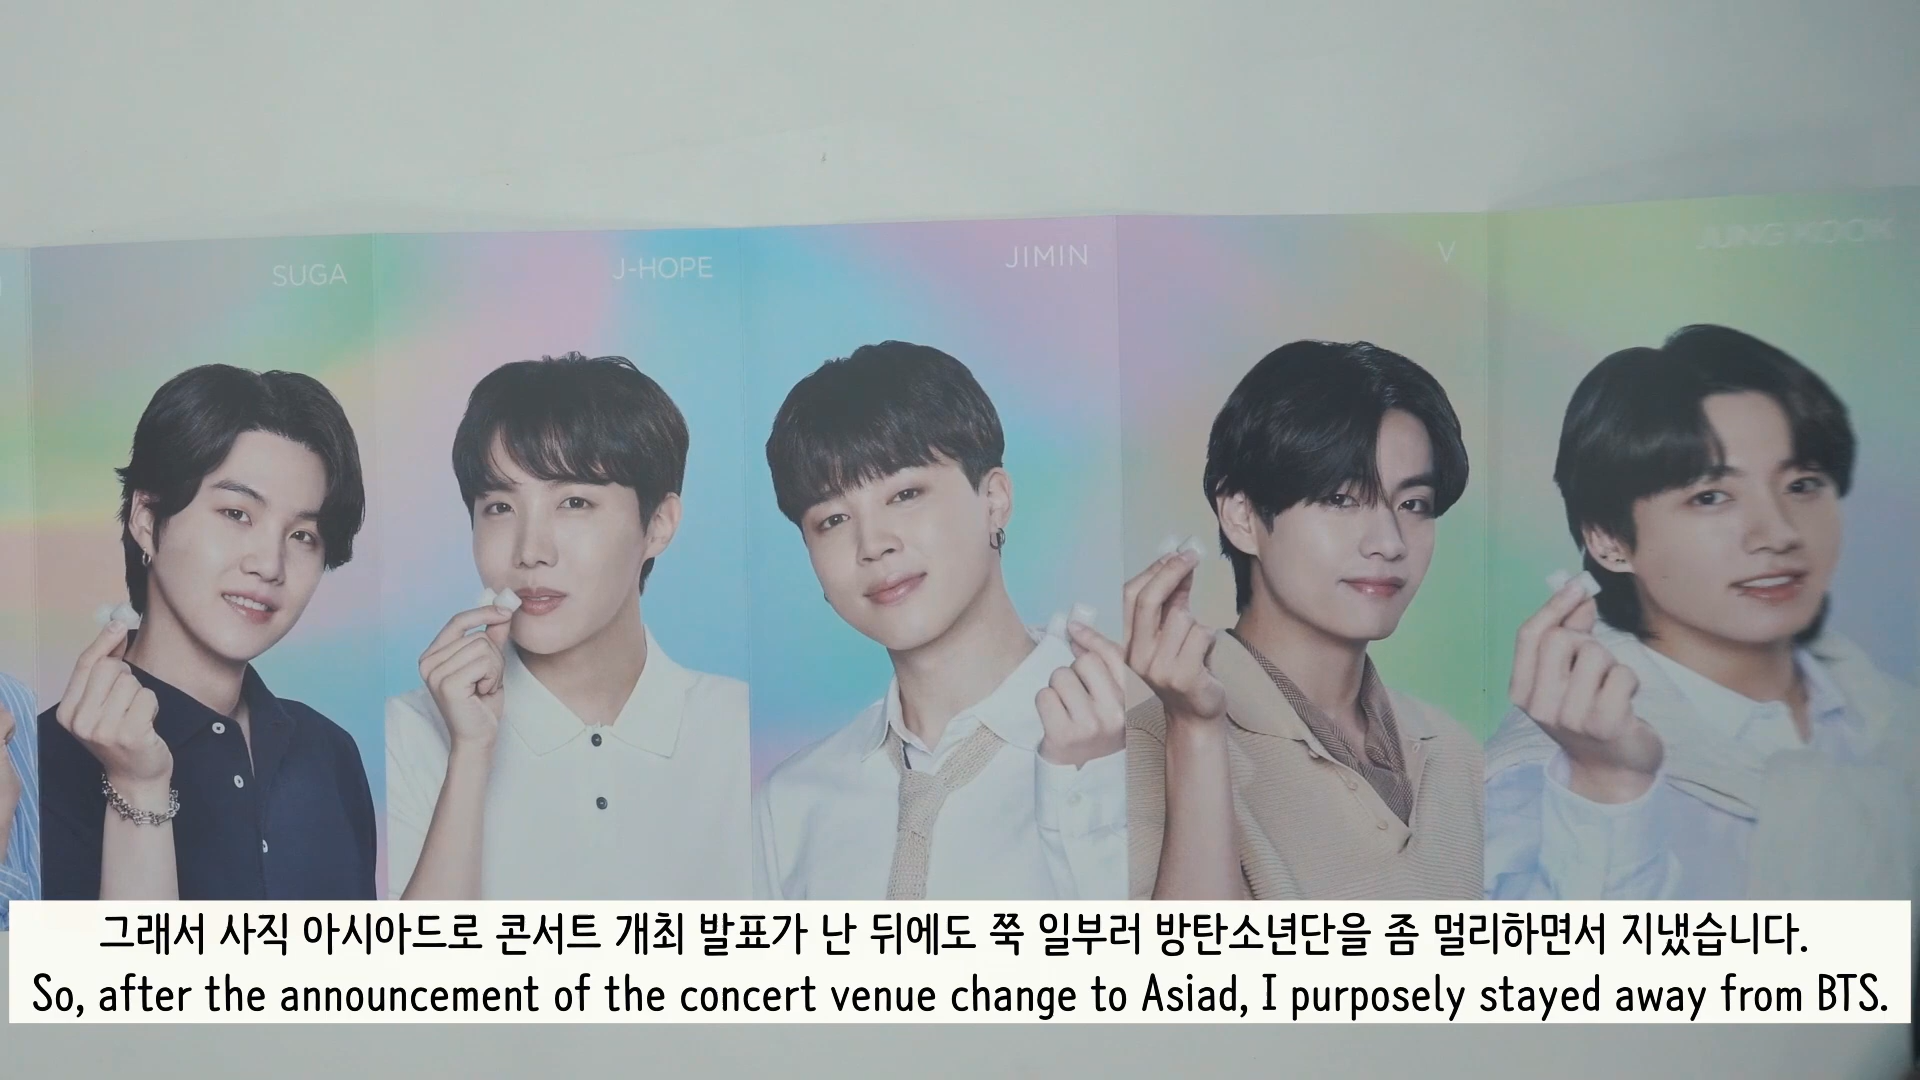 SUGA
J-HOPE
JIMIN
V
JUNG KOOK
그래서 사직 아시아드로 콘서트 개최 발표가 난 뒤에도 쭉 일부러 방탄소년단을 좀 멀리하면서 지냈습니다.
So, after the announcement of the concert venue change to Asiad, I purposely stayed away from BTS.